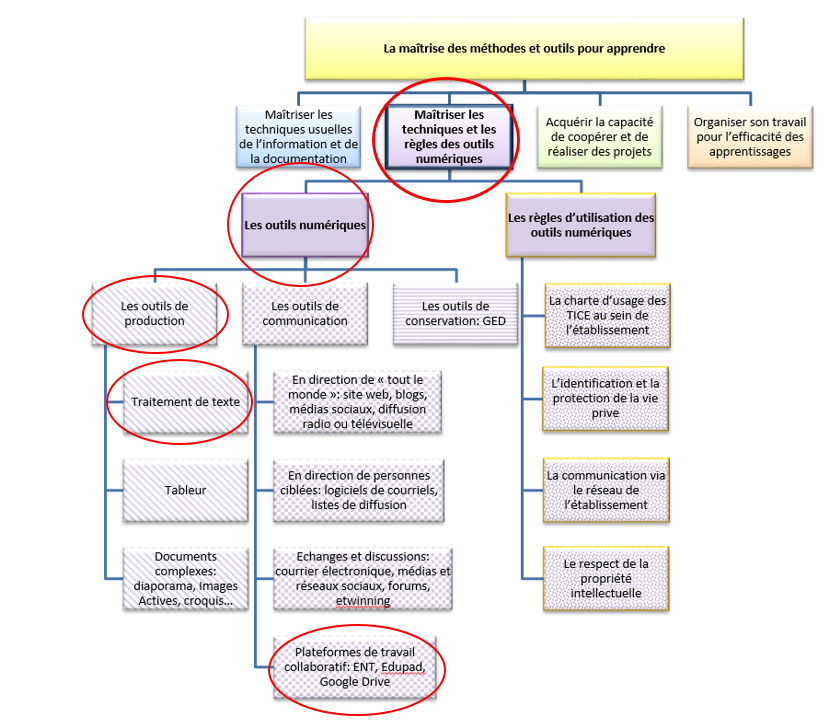 La maîtrise des méthodes et outils pour apprendre
Maîtriser les
techniques usuelles
de l'information et de
la documentation
Maîtriser les
techniques et les
règles des outils
numériques
Acquérir la capacité
de coopérer et de
réaliser des projets
Organiser son travail
pour l'efficacité des
apprentissages
Les outils numériques
Les règles d'utilisation des
outils numériques
Les outils de
production
Les outils de
communication
Les outils de
conservation: GED
La charte d'usage des
TICE au sein de
l'établissement
Traitement de texte
En direction de « tout le
monde »: site web, blogs,
médias sociaux, diffusion
radio ou télévisuelle
L'identification et la
protection de la vie
prive
Tableur
En direction de personnes
ciblées: logiciels de courriels,
listes de diffusion
La communication via
le réseau de
l'établissement
Documents
complexes:
diaporama, Images
Actives, croquis...
Echanges et discussions:
courrier électronique, médias et
réseaux sociaux, forums,
etwinning
Le respect de la
propriété
intellectuelle
Plateformes de travail
collaboratif: ENT, Edupad,
Google Drive